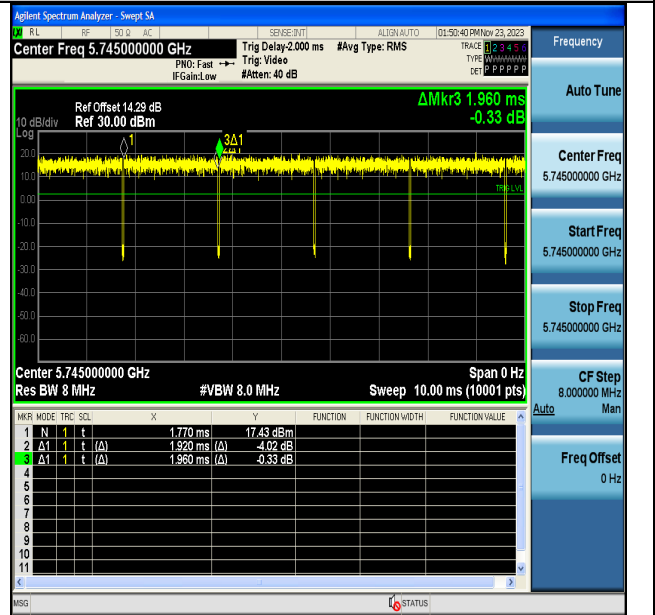 Agilent Spectrum Analyzer - Swept SA
RL RF 50 Ω AC SENSE:INT ALIGN AUTO 01:50:40 PM Nov 23, 2023
Center Freq 5.745000000 GHz
Trig Delay-2.000 ms #Avg Type: RMS
TRACE 1 2 3 4 5 6
PNO: Fast Trig: Video
TYPE
IFGain:Low #Atten: 40 dB
DET P P P P P P
Frequency
Auto Tune
Center Freq
5.745000000 GHz
Start Freq
5.745000000 GHz
Stop Freq
5.745000000 GHz
CF Step
8.000000 MHz
Auto Man
Freq Offset
0 Hz
ΔMkr3 1.960 ms
-0.33 dB
Ref Offset 14.29 dB
10 dB/div Ref 30.00 dBm
Log
1
3Δ1
20.0
10.0
0.00
TRIG LVL
-10.0
-20.0
-30.0
-40.0
-50.0
-60.0
Center 5.745000000 GHz Span 0 Hz
Res BW 8 MHz #VBW 8.0 MHz Sweep 10.00 ms (10001 pts)
MKR MODE TRC SCL X Y FUNCTION FUNCTION WIDTH FUNCTION VALUE
1 N 1 t 1.770 ms 17.43 dBm
2 Δ1 1 t (Δ) 1.920 ms (Δ) -4.02 dB
3 Δ1 1 t (Δ) 1.960 ms (Δ) -0.33 dB
4
5
6
7
8
9
10
11
MSG STATUS